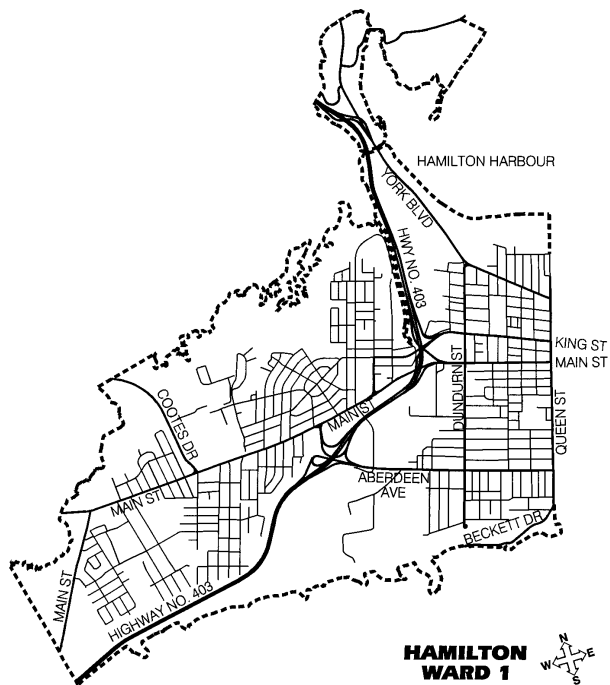 HAMILTON HARBOUR
YORK BLVD
HWY NO. 403
KING ST
MAIN ST
DUNDURN ST
QUEEN ST
COOTES DR
MAIN ST
MAIN ST
ABERDEEN
AVE
BECKETT DR
MAIN ST
HIGHWAY NO. 403
HAMILTON
WARD 1
N
W
E
S